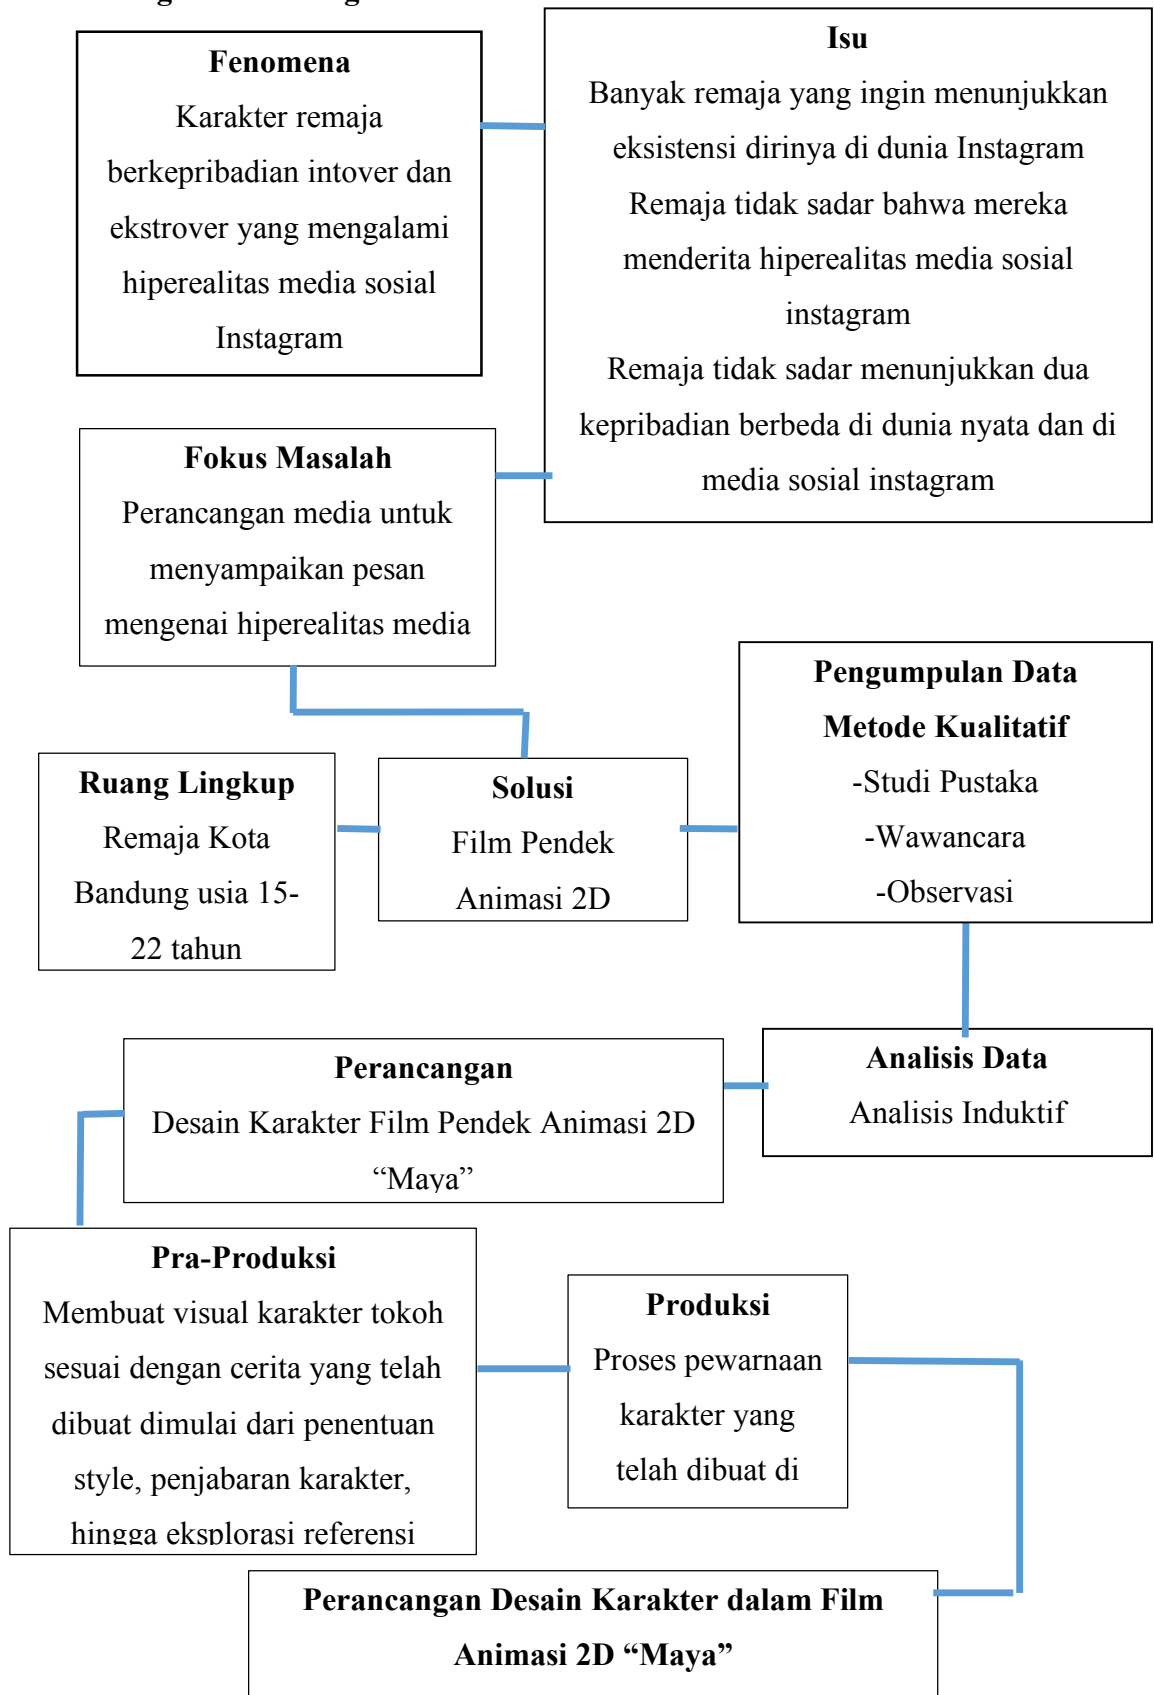 Fenomena
Karakter remaja
berkepribadian intover dan
ekstrover yang mengalami
hiperealitas media sosial
Instagram
Isu
Banyak remaja yang ingin menunjukkan
eksistensi dirinya di dunia Instagram
Remaja tidak sadar bahwa mereka
menderita hiperealitas media sosial
instagram
Remaja tidak sadar menunjukkan dua
kepribadian berbeda di dunia nyata dan di
media sosial instagram
Fokus Masalah
Perancangan media untuk
menyampaikan pesan
mengenai hiperealitas media
Solusi
Film Pendek
Animasi 2D
Ruang Lingkup
Remaja Kota
Bandung usia 15-
22 tahun
Pengumpulan Data
Metode Kualitatif
-Studi Pustaka
-Wawancara
-Observasi
Analisis Data
Analisis Induktif
Perancangan
Desain Karakter Film Pendek Animasi 2D
“Maya”
Pra-Produksi
Membuat visual karakter tokoh
sesuai dengan cerita yang telah
dibuat dimulai dari penentuan
style, penjabaran karakter,
hingga eksplorasi referensi
Produksi
Proses pewarnaan
karakter yang
telah dibuat di
Perancangan Desain Karakter dalam Film
Animasi 2D “Maya”